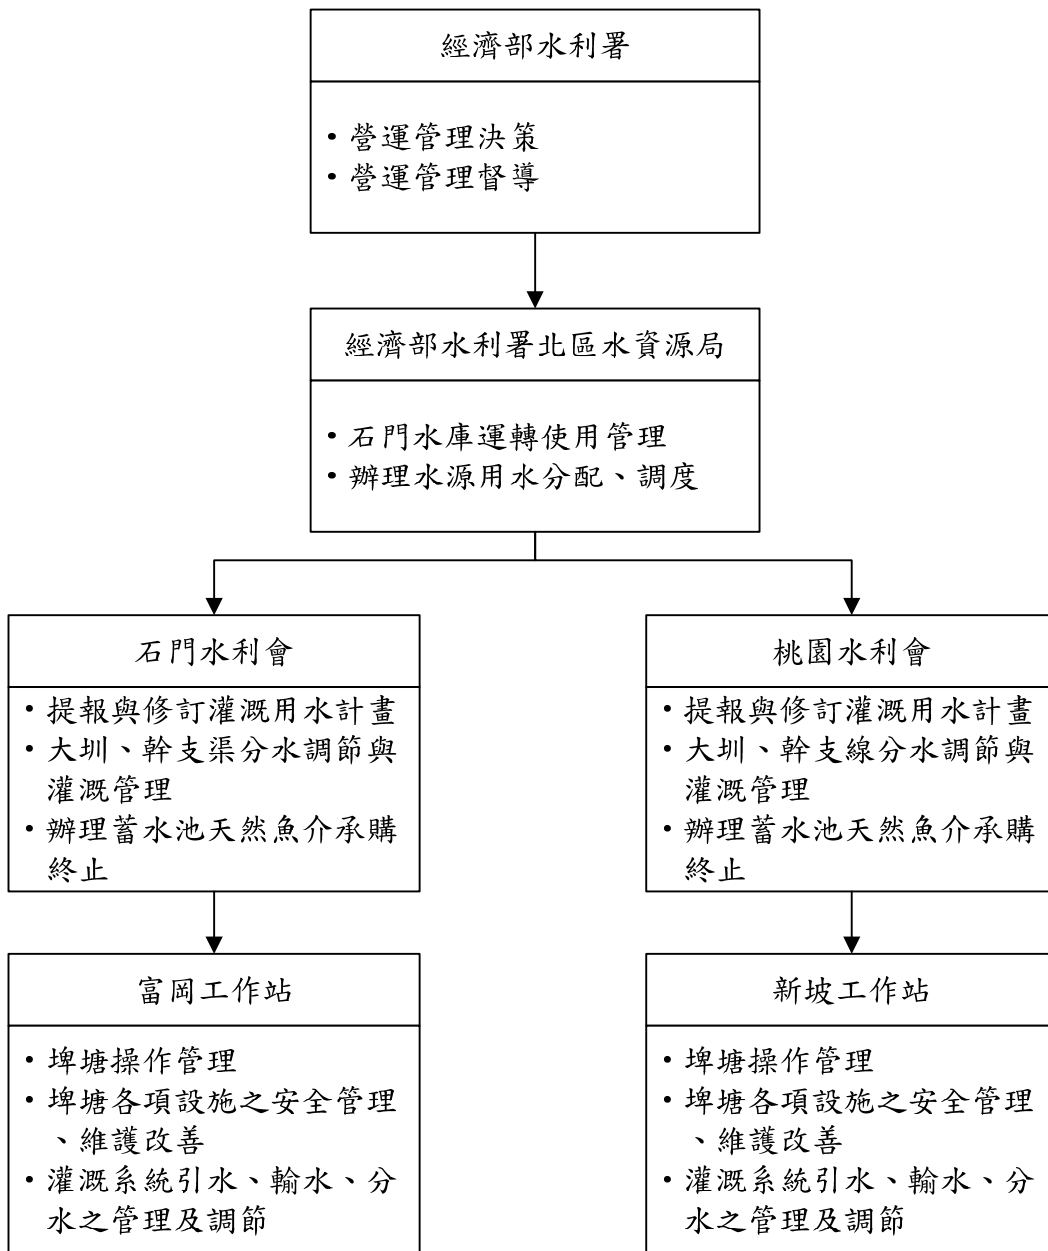 經濟部水利署
•營運管理決策
•營運管理督導
經濟部水利署北區水資源局
•石門水庫運轉使用管理
•辦理水源用水分配、調度
石門水利會
•提報與修訂灌溉用水計畫
•大圳、幹支渠分水調節與
灌溉管理
•辦理蓄水池天然魚介承購
終止
桃園水利會
•提報與修訂灌溉用水計畫
•大圳、幹支線分水調節與
灌溉管理
•辦理蓄水池天然魚介承購
終止
富岡工作站
•埤塘操作管理
•埤塘各項設施之安全管理
、維護改善
•灌溉系統引水、輸水、分
水之管理及調節
新坡工作站
•埤塘操作管理
•埤塘各項設施之安全管理
、維護改善
•灌溉系統引水、輸水、分
水之管理及調節